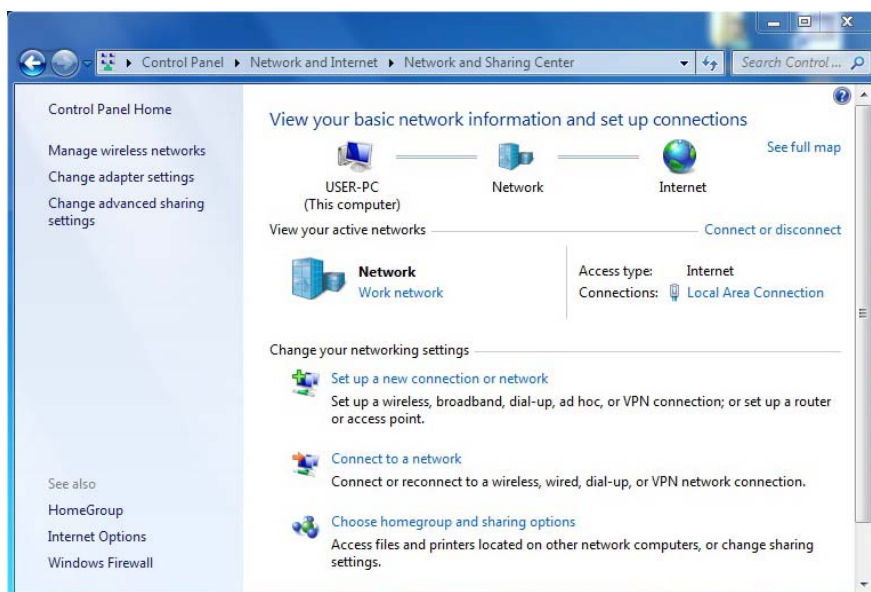 Control Panel ▸ Network and Internet ▸ Network and Sharing Center
Search Control ...
Control Panel Home
Manage wireless networks
Change adapter settings
Change advanced sharing
settings
See also
HomeGroup
Internet Options
Windows Firewall
View your basic network information and set up connections
See full map
USER-PC
(This computer)
Network
Internet
View your active networks
Connect or disconnect
Network
Work network
Access type: Internet
Connections: Local Area Connection
Change your networking settings
Set up a new connection or network
Set up a wireless, broadband, dial-up, ad hoc, or VPN connection; or set up a router
or access point.
Connect to a network
Connect or reconnect to a wireless, wired, dial-up, or VPN network connection.
Choose homegroup and sharing options
Access files and printers located on other network computers, or change sharing
settings.